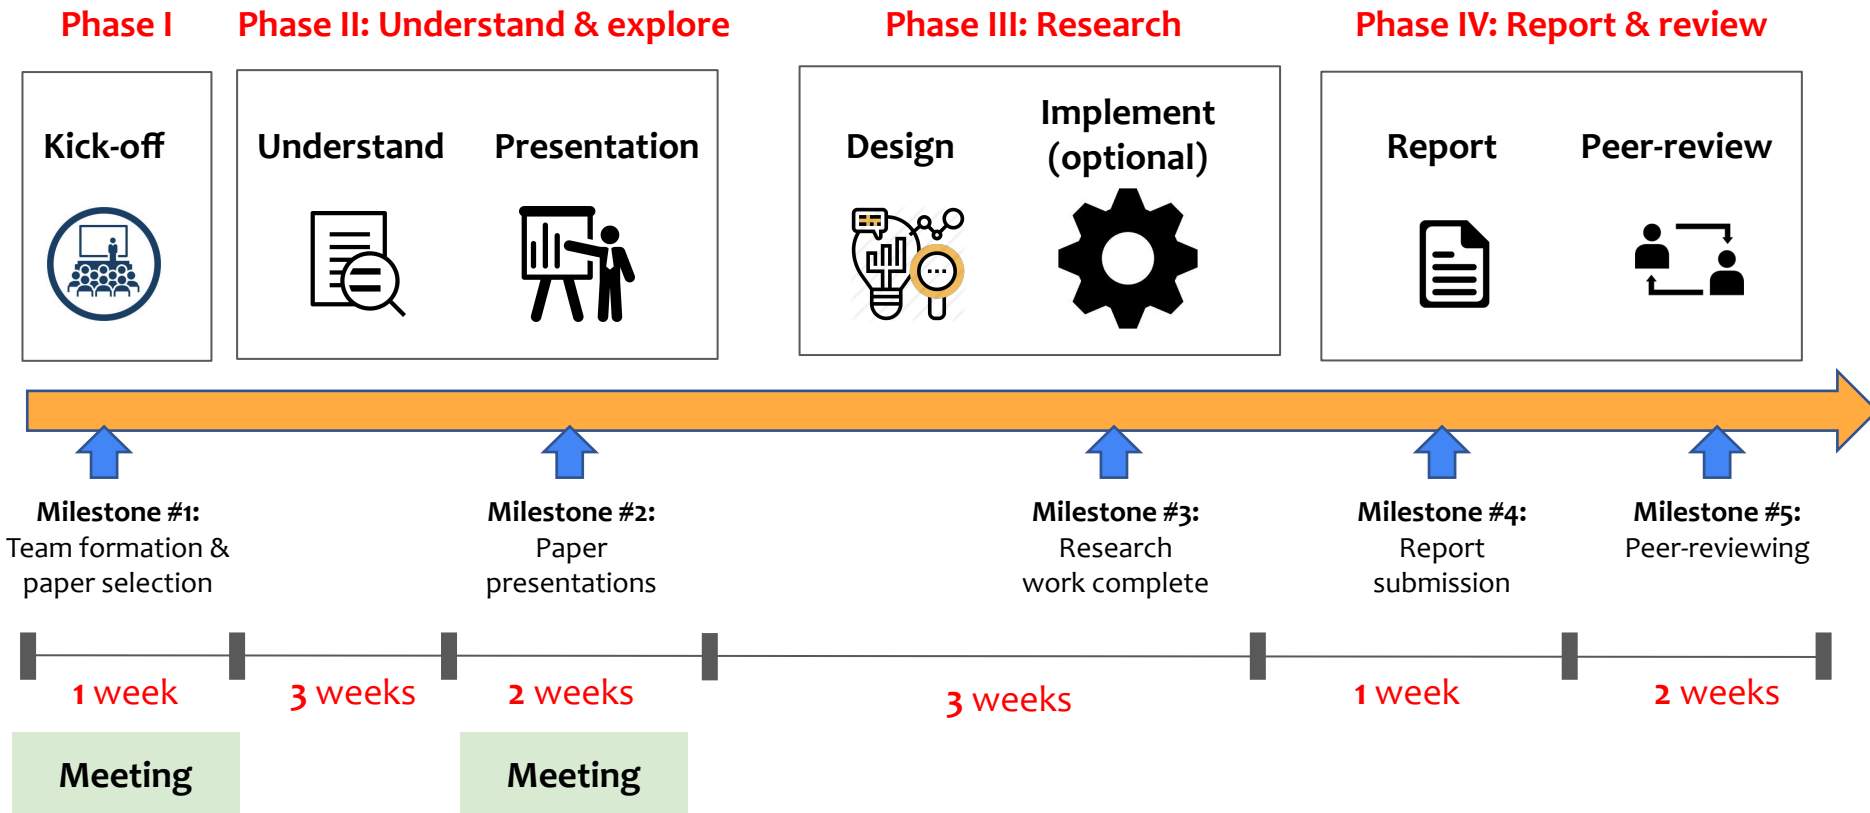 Phase I
Phase II: Understand & explore
Phase III: Research
Phase IV: Report & review
Kick-off
Understand
Presentation
Design
Implement
(optional)
Report
Peer-review
Milestone #1:
Team formation &
paper selection
Milestone #2:
Paper
presentations
Milestone #3:
Research
work complete
Milestone #4:
Report
submission
Milestone #5:
Peer-reviewing
1 week
3 weeks
2 weeks
3 weeks
1 week
2 weeks
Meeting
Meeting